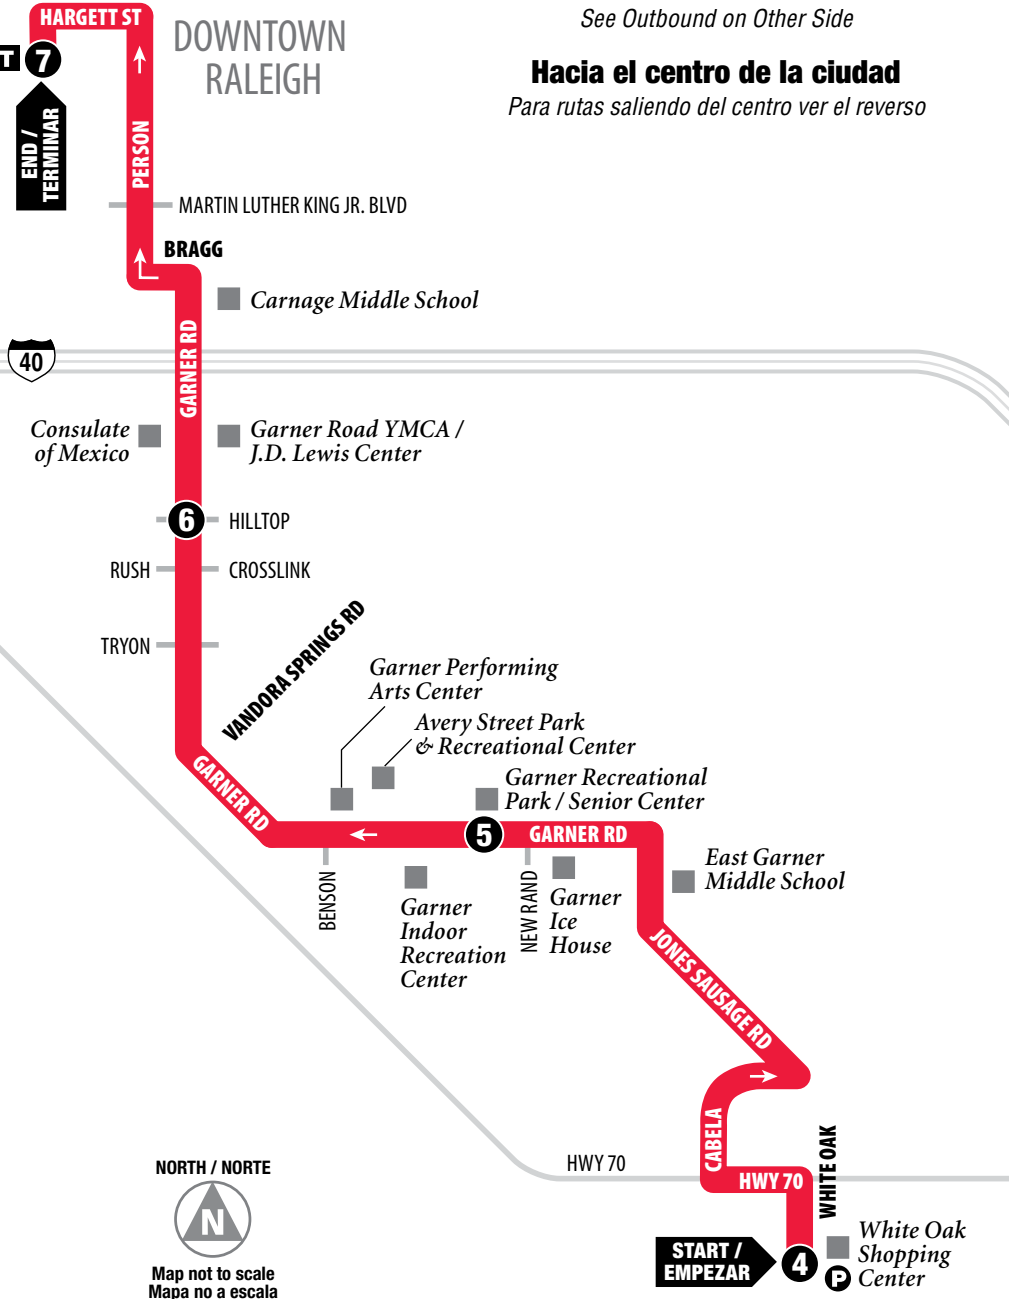 See Outbound on Other Side
Hacia el centro de la ciudad
Para rutas saliendo del centro ver el reverso
HARGETT ST
DOWNTOWN
RALEIGH
T
7
END /
TERMINAR
PERSON
MARTIN LUTHER KING JR. BLVD
BRAGG
Carnage Middle School
GARNER RD
40
Consulate
of Mexico
Garner Road YMCA /
J.D. Lewis Center
6
HILLTOP
RUSH
CROSSLINK
TRYON
VANDORA SPRINGS RD
Garner Performing
Arts Center
Avery Street Park
& Recreational Center
Garner Recreational
Park / Senior Center
GARNER RD
5
GARNER RD
East Garner
Middle School
BENSON
Garner
Indoor
Recreation
Center
NEW RAND
Garner
Ice
House
JONES SAUSAGE RD
CABELA
WHITE OAK
HWY 70
HWY 70
START /
EMPEZAR
4
White Oak
Shopping
Center
P
NORTH / NORTE
N
Map not to scale
Mapa no a escala